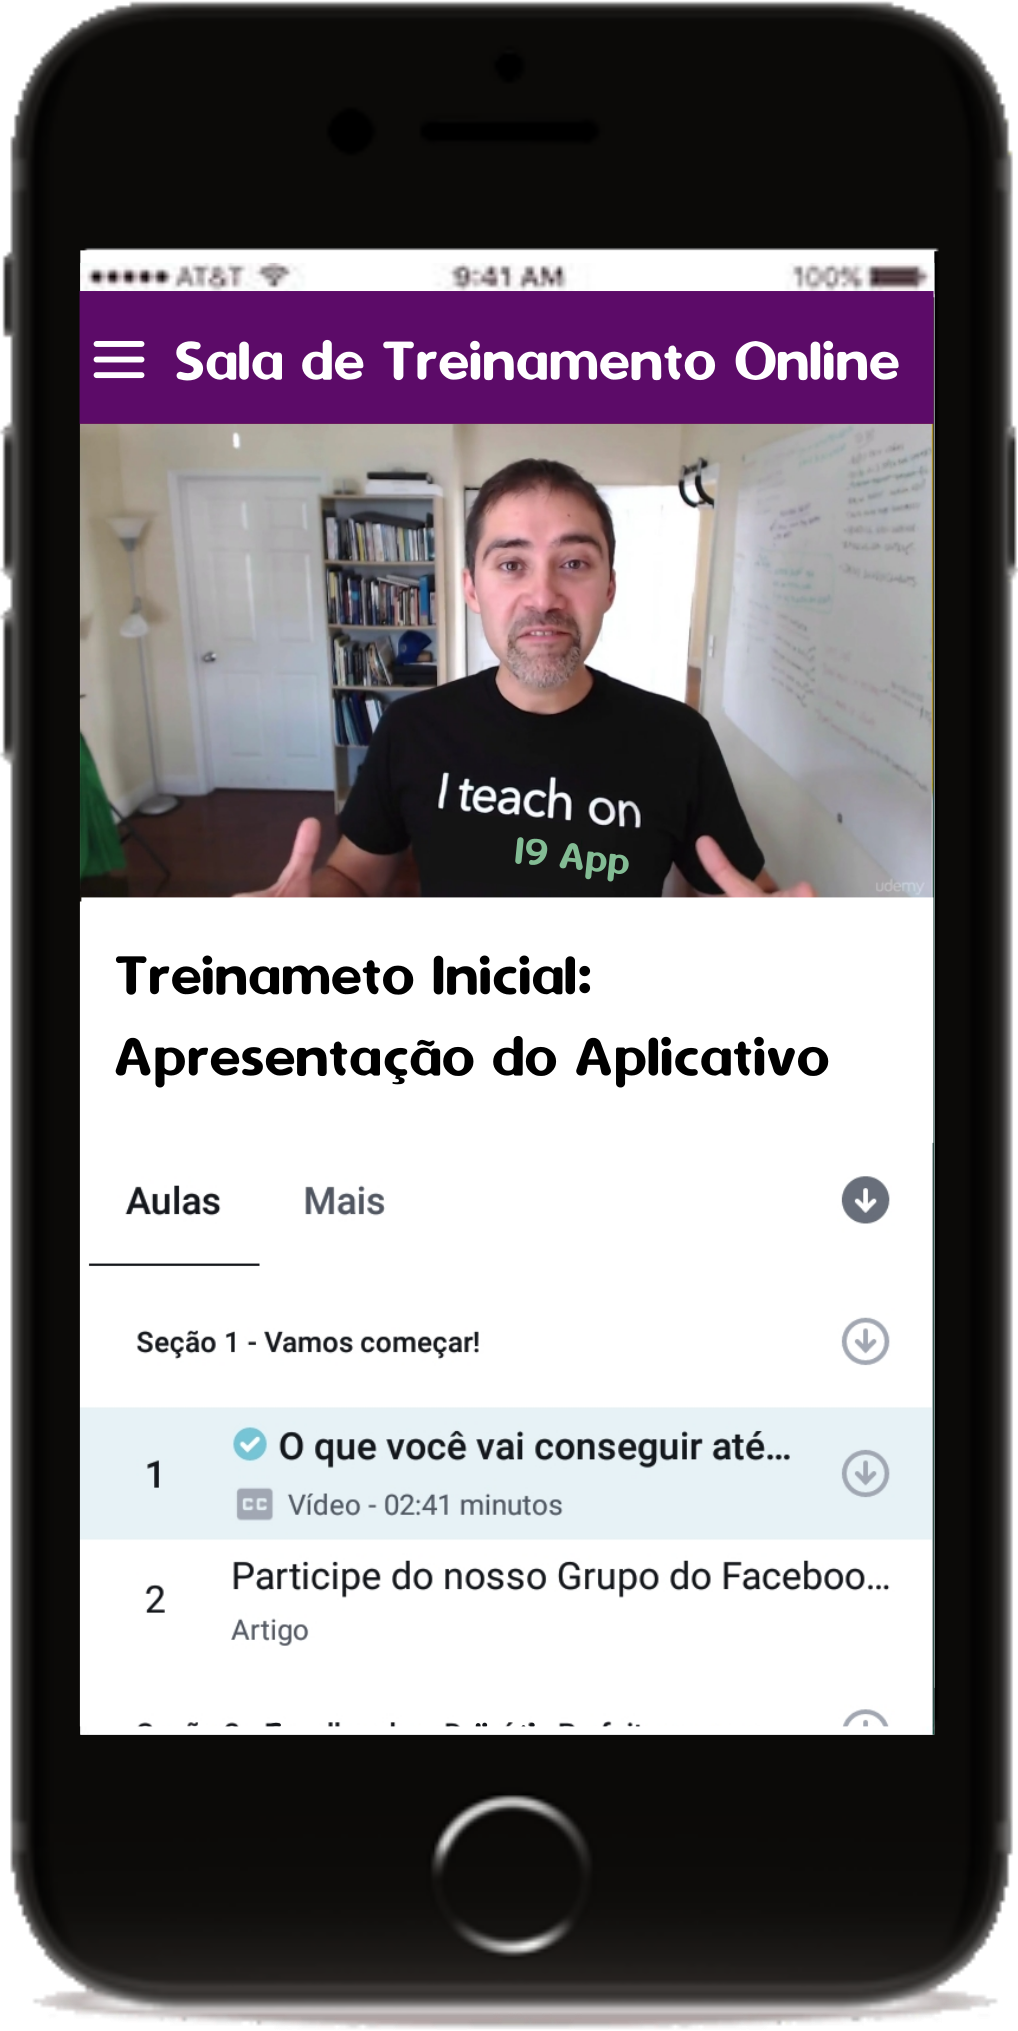 AT&T 9:41 AM 100%
Sala de Treinamento Online
I teach on
I9 App
udemy
Treinameto Inicial:
Apresentação do Aplicativo
Aulas Mais
Seção 1 - Vamos começar!
1 O que você vai conseguir até...
CC Vídeo - 02:41 minutos
2 Participe do nosso Grupo do Faceboo...
Artigo